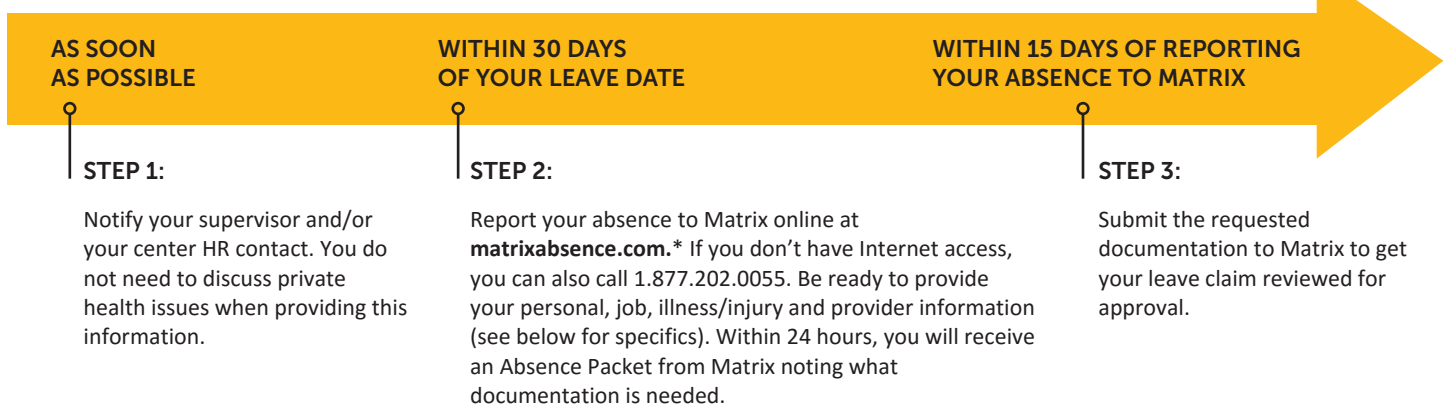 AS SOON
AS POSSIBLE
WITHIN 30 DAYS
OF YOUR LEAVE DATE
WITHIN 15 DAYS OF REPORTING
YOUR ABSENCE TO MATRIX
STEP 1:
Notify your supervisor and/or
your center HR contact. You do
not need to discuss private
health issues when providing this
information.
STEP 2:
Report your absence to Matrix online at
matrixabsence.com.* If you don’t have Internet access,
you can also call 1.877.202.0055. Be ready to provide
your personal, job, illness/injury and provider information
(see below for specifics). Within 24 hours, you will receive
an Absence Packet from Matrix noting what
documentation is needed.
STEP 3:
Submit the requested
documentation to Matrix to get
your leave claim reviewed for
approval.